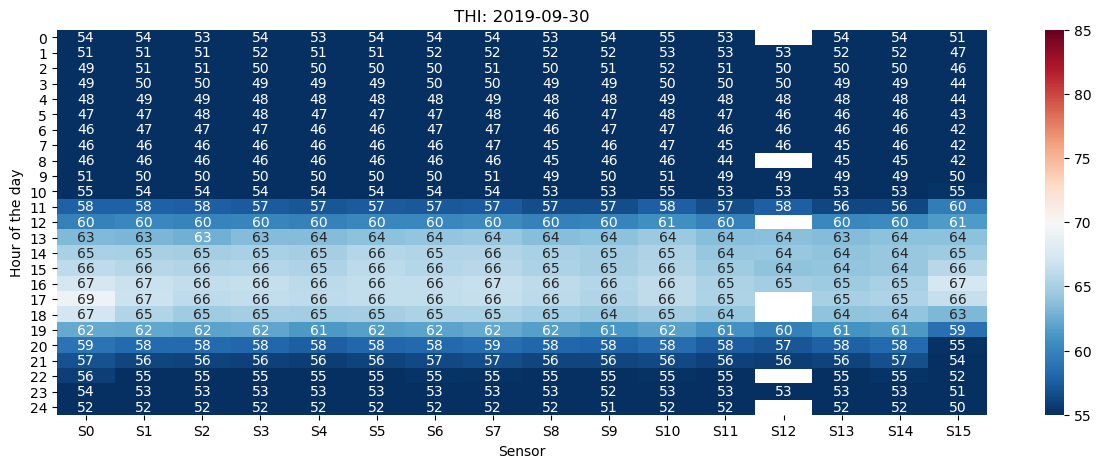 THI: 2019-09-30
Hour of the day
0 54 54 53 54 53 54 54 54 53 54 55 53 54 54 51
1 51 51 51 52 51 51 52 52 52 52 53 53 53 52 52 47
2 49 51 51 50 50 50 50 51 50 51 52 51 50 50 50 46
3 49 50 50 49 49 49 50 50 49 49 50 50 50 49 49 44
4 48 49 49 48 48 48 48 49 48 48 49 48 48 48 48 44
5 47 47 48 48 47 47 47 48 46 47 48 47 46 46 46 43
6 46 47 47 47 46 46 47 47 46 46 47 46 46 46 46 42
7 46 46 46 46 46 46 46 47 45 46 47 45 46 45 46 42
8 46 46 46 46 46 46 46 46 45 46 46 44 45 45 42
9 51 50 50 50 50 50 50 51 49 50 51 49 49 49 49 50
10 55 54 54 54 54 54 54 54 53 53 55 53 53 53 53 55
11 58 58 58 57 57 57 57 57 57 57 58 57 58 56 56 60
12 60 60 60 60 60 60 60 60 60 60 61 60 60 60 61
13 63 63 63 63 64 64 64 64 64 64 64 64 64 63 64 64
14 65 65 65 65 65 66 65 66 65 65 65 64 64 64 64 65
15 66 66 66 66 65 66 66 66 65 65 66 65 64 64 64 66
16 67 67 66 66 66 66 66 67 66 66 66 65 65 65 65 67
17 69 67 66 66 66 66 66 66 66 66 66 65 65 65 66
18 67 65 65 65 65 65 65 65 65 64 65 64 64 64 63
19 62 62 62 62 61 62 62 62 62 61 62 61 60 61 61 59
20 59 58 58 58 58 58 58 59 58 58 58 58 57 58 58 55
21 57 56 56 56 56 56 57 57 56 56 56 56 56 56 57 54
22 56 55 55 55 55 55 55 55 55 55 55 55 55 55 52
23 54 53 53 53 53 53 53 53 53 53 53 53 53 53 53 51
24 52 52 52 52 52 52 52 52 52 51 52 52 52 52 50
S0 S1 S2 S3 S4 S5 S6 S7 S8 S9 S10 S11 S12 S13 S14 S15
Sensor
85
80
75
70
65
60
55